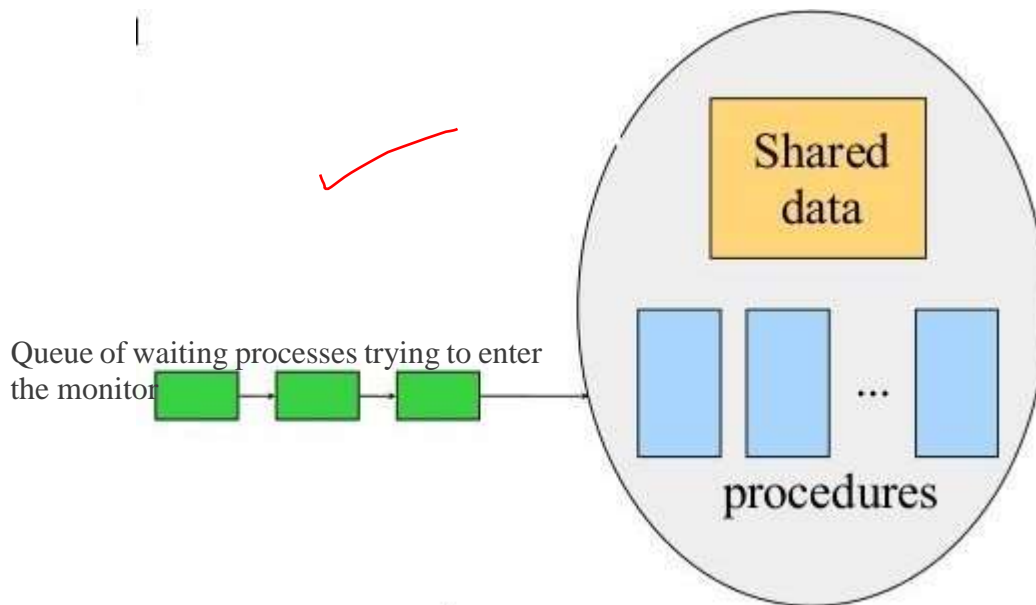 Shared
data
Queue of waiting processes trying to enter
the monitor
...
procedures